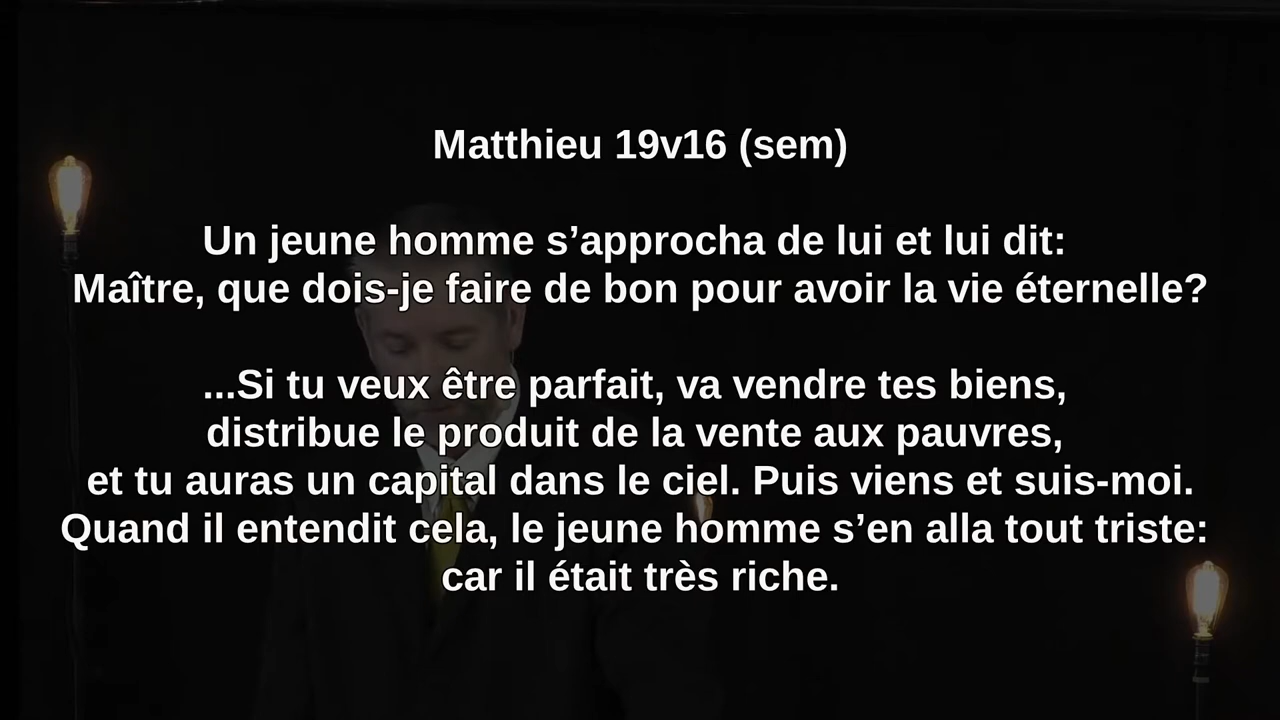 Matthieu 19v16 (sem)
Un jeune homme s’approcha de lui et lui dit:
Maître, que dois-je faire de bon pour avoir la vie éternelle?
...Si tu veux être parfait, va vendre tes biens,
distribue le produit de la vente aux pauvres,
et tu auras un capital dans le ciel. Puis viens et suis-moi.
Quand il entendit cela, le jeune homme s’en alla tout triste:
car il était très riche.